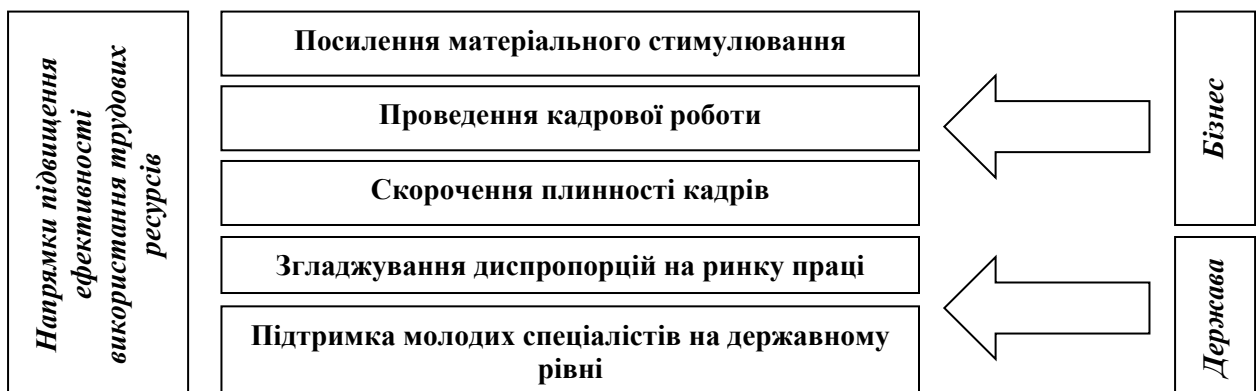 Напрямки підвищення
ефективності
використання трудових
ресурсів
Посилення матеріального стимулювання
Проведення кадрової роботи
Скорочення плинності кадрів
Згладжування диспропорцій на ринку праці
Підтримка молодих спеціалістів на державному
рівні
Бізнес
Держава